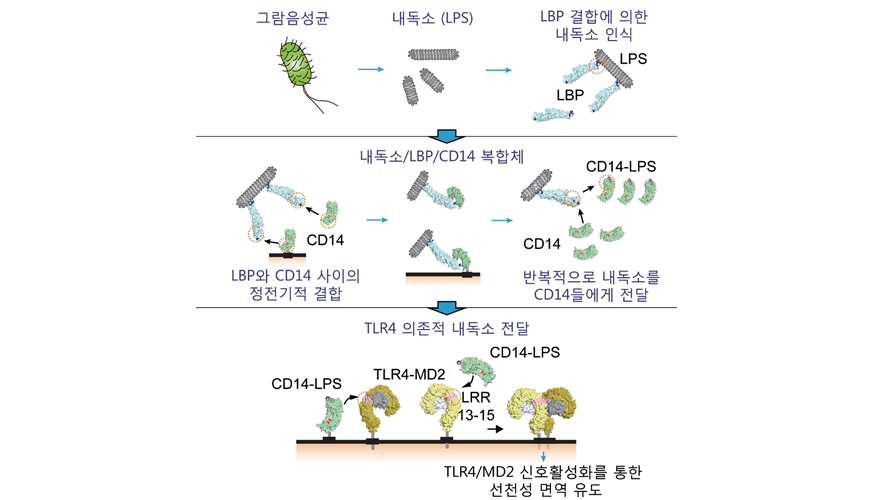 그람음성균
내독소 (LPS)
LBP 결합에 의한
내독소 인식
LPS
LBP
내독소/LBP/CD14 복합체
CD14-LPS
CD14
CD14
LBP와 CD14 사이의
정전기적 결합
반복적으로 내독소를
CD14들에게 전달
TLR4 의존적 내독소 전달
CD14-LPS
TLR4-MD2
CD14-LPS
LRR
13-15
TLR4/MD2 신호활성화를 통한
선천성 면역 유도